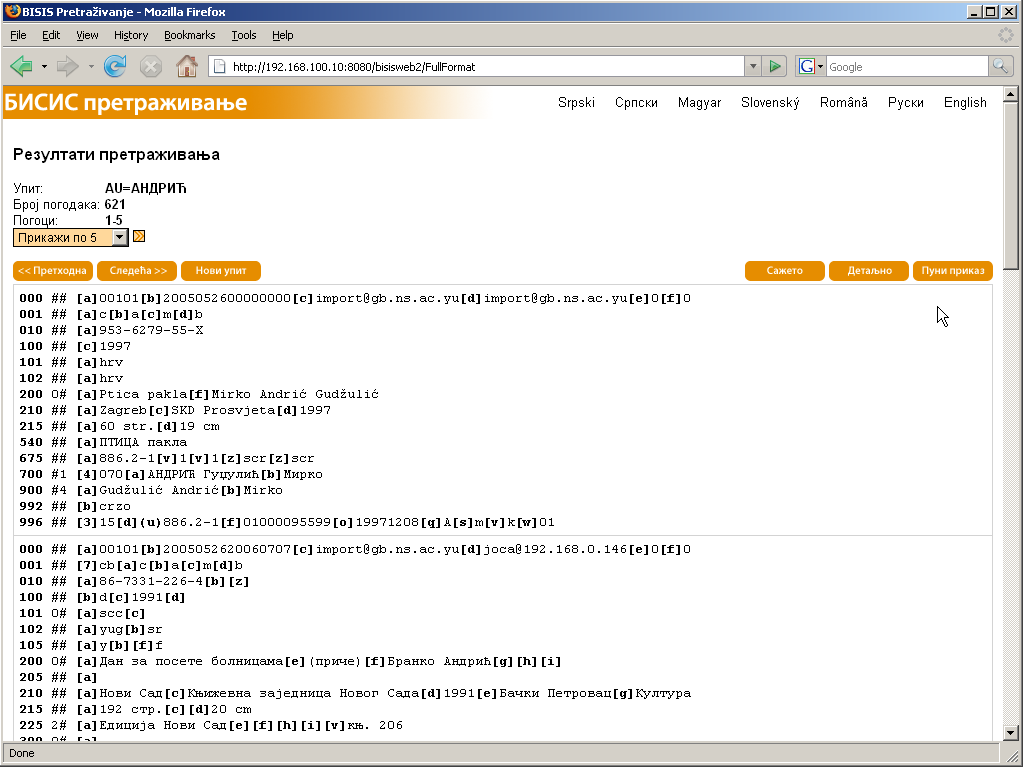 BISIS Pretraživanje - Mozilla Firefox
File Edit View History Bookmarks Tools Help
http://192.168.100.10:8080/bisisweb2/FullFormat
G Google
БИСИС претраживање
Srpski Српски Magyar Slovenský Română Руски English
Резултати претраживања
Упит: AU=АНДРИЋ
Број погодака: 621
Погоци: 1-5
Прикажи по 5
<< Претходна Следећа >> Нови упит Сажето Детаљно Пуни приказ
000 ## [a]00101[b]2005052600000000[c]import@gb.ns.ac.yu[d]import@gb.ns.ac.yu[e]0[f]0
001 ## [a]c[b]a[c]m[d]b
010 ## [a]953-6279-55-X
100 ## [c]1997
101 ## [a]hrv
102 ## [a]hrv
200 0# [a]Ptica pakla[f]Mirko Andrić Gudžulić
210 ## [a]Zagreb[c]SKD Prosvjeta[d]1997
215 ## [a]60 str.[d]19 cm
540 ## [a]ПТИЦА пакла
675 ## [a]886.2-1[v]1[v]1[z]scr[z]scr
700 #1 [4]070[a]АНДРИЋ Гуџулић[b]Мирко
900 #4 [a]Gudžulić Andrić[b]Mirko
992 ## [b]crzo
996 ## [3]15[d](u)886.2-1[f]01000095599[o]19971208[q]A[s]m[v]k[w]01
000 ## [a]00101[b]2005052620060707[c]import@gb.ns.ac.yu[d]joca@192.168.0.146[e]0[f]0
001 ## [7]cb[a]c[b]a[c]m[d]b
010 ## [a]86-7331-226-4[b][z]
100 ## [b]d[c]1991[d]
101 0# [a]scc[c]
102 ## [a]yug[b]sr
105 ## [a]y[b][f]f
200 0# [a]Дан за посете болницама[e](приче)[f]Бранко Андрић[g][h][i]
205 ## [a]
210 ## [a]Нови Сад[c]Књижевна заједница Новог Сада[d]1991[e]Бачки Петровац[g]Култура
215 ## [a]192 стр.[c][d]20 cm
225 2# [a]Едиција Нови Сад[e][f][h][i][v]књ. 206
300 0# [a]
Done